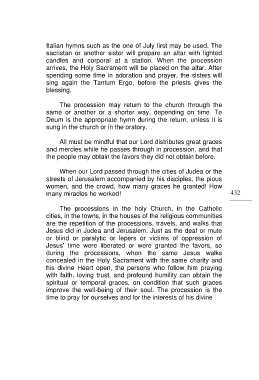 Italian hymns such as the one of July first may be used. The
sacristan or another sister will prepare an altar with lighted
candles and corporal at a station. When the procession
arrives, the Holy Sacrament will be placed on the altar. After
spending some time in adoration and prayer, the sisters will
sing again the Tantum Ergo, before the priests gives the
blessing.
The procession may return to the church through the
same or another or a shorter way, depending on time. Te
Deum is the appropriate hymn during the return, unless it is
sung in the church or in the oratory.
All must be mindful that our Lord distributes great graces
and mercies while he passes through in procession, and that
the people may obtain the favors they did not obtain before.
When our Lord passed through the cities of Judea or the
streets of Jerusalem accompanied by his disciples, the pious
women, and the crowd, how many graces he granted! How
many miracles he worked!
432
The processions in the holy Church, in the Catholic
cities, in the towns, in the houses of the religious communities
are the repetition of the processions, travels, and walks that
Jesus did in Judea and Jerusalem. Just as the deaf or mute
or blind or paralytic or lepers or victims of oppression of
Jesus' time were liberated or were granted the favors, so
during the processions, when the same Jesus walks
concealed in the Holy Sacrament with the same charity and
his divine Heart open, the persons who follow him praying
with faith, loving trust, and profound humility can obtain the
spiritual or temporal graces, on condition that such graces
improve the well-being of their soul. The procession is the
time to pray for ourselves and for the interests of his divine